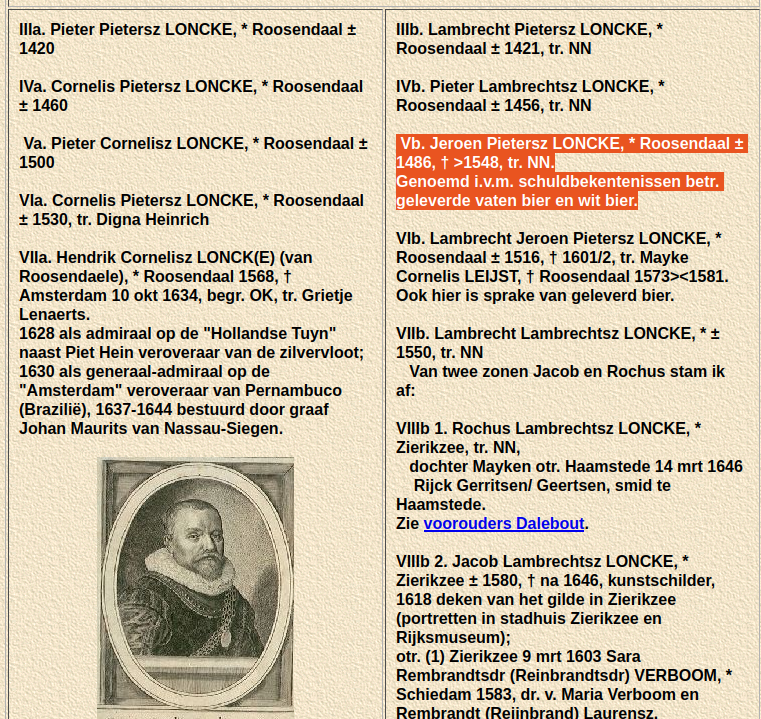 IIIa. Pieter Pietersz LONCKE, * Roosendaal ±
1420
IVa. Cornelis Pietersz LONCKE, * Roosendaal
± 1460
Va. Pieter Cornelisz LONCKE, * Roosendaal ±
1500
VIa. Cornelis Pietersz LONCKE, * Roosendaal
± 1530, tr. Digna Heinrich
VIIa. Hendrik Cornelisz LONCK(E) (van
Roosendaele), * Roosendaal 1568, †
Amsterdam 10 okt 1634, begr. OK, tr. Grietje
Lenaerts.
1628 als admiraal op de "Hollandse Tuyn"
naast Piet Hein veroveraar van de zilvervloot;
1630 als generaal-admiraal op de
"Amsterdam" veroveraar van Pernambuco
(Brazilië), 1637-1644 bestuurd door graaf
Johan Maurits van Nassau-Siegen.
IIIb. Lambrecht Pietersz LONCKE, *
Roosendaal ± 1421, tr. NN
IVb. Pieter Lambrechtsz LONCKE, *
Roosendaal ± 1456, tr. NN
Vb. Jeroen Pietersz LONCKE, * Roosendaal ±
1486, † >1548, tr. NN.
Genoemd i.v.m. schuldbekentenissen betr.
geleverde vaten bier en wit bier.
VIb. Lambrecht Jeroen Pietersz LONCKE, *
Roosendaal ± 1516, † 1601/2, tr. Mayke
Cornelis LEIJST, † Roosendaal 1573><1581.
Ook hier is sprake van geleverd bier.
VIIb. Lambrecht Lambrechtsz LONCKE, * ±
1550, tr. NN
Van twee zonen Jacob en Rochus stam ik
af:
VIIIb 1. Rochus Lambrechtsz LONCKE, *
Zierikzee, tr. NN,
dochter Mayken otr. Haamstede 14 mrt 1646
Rijck Gerritsen/ Geertsen, smid te
Haamstede.
Zie voorouders Dalebout.
VIIIb 2. Jacob Lambrechtsz LONCKE, *
Zierikzee ± 1580, † na 1646, kunstschilder,
1618 deken van het gilde in Zierikzee
(portretten in stadhuis Zierikzee en
Rijksmuseum);
otr. (1) Zierikzee 9 mrt 1603 Sara
Rembrandtsdr (Reinbrandtsdr) VERBOOM, *
Schiedam 1583, dr. v. Maria Verboom en
Rembrandt (Reijnbrand) Laurensz.